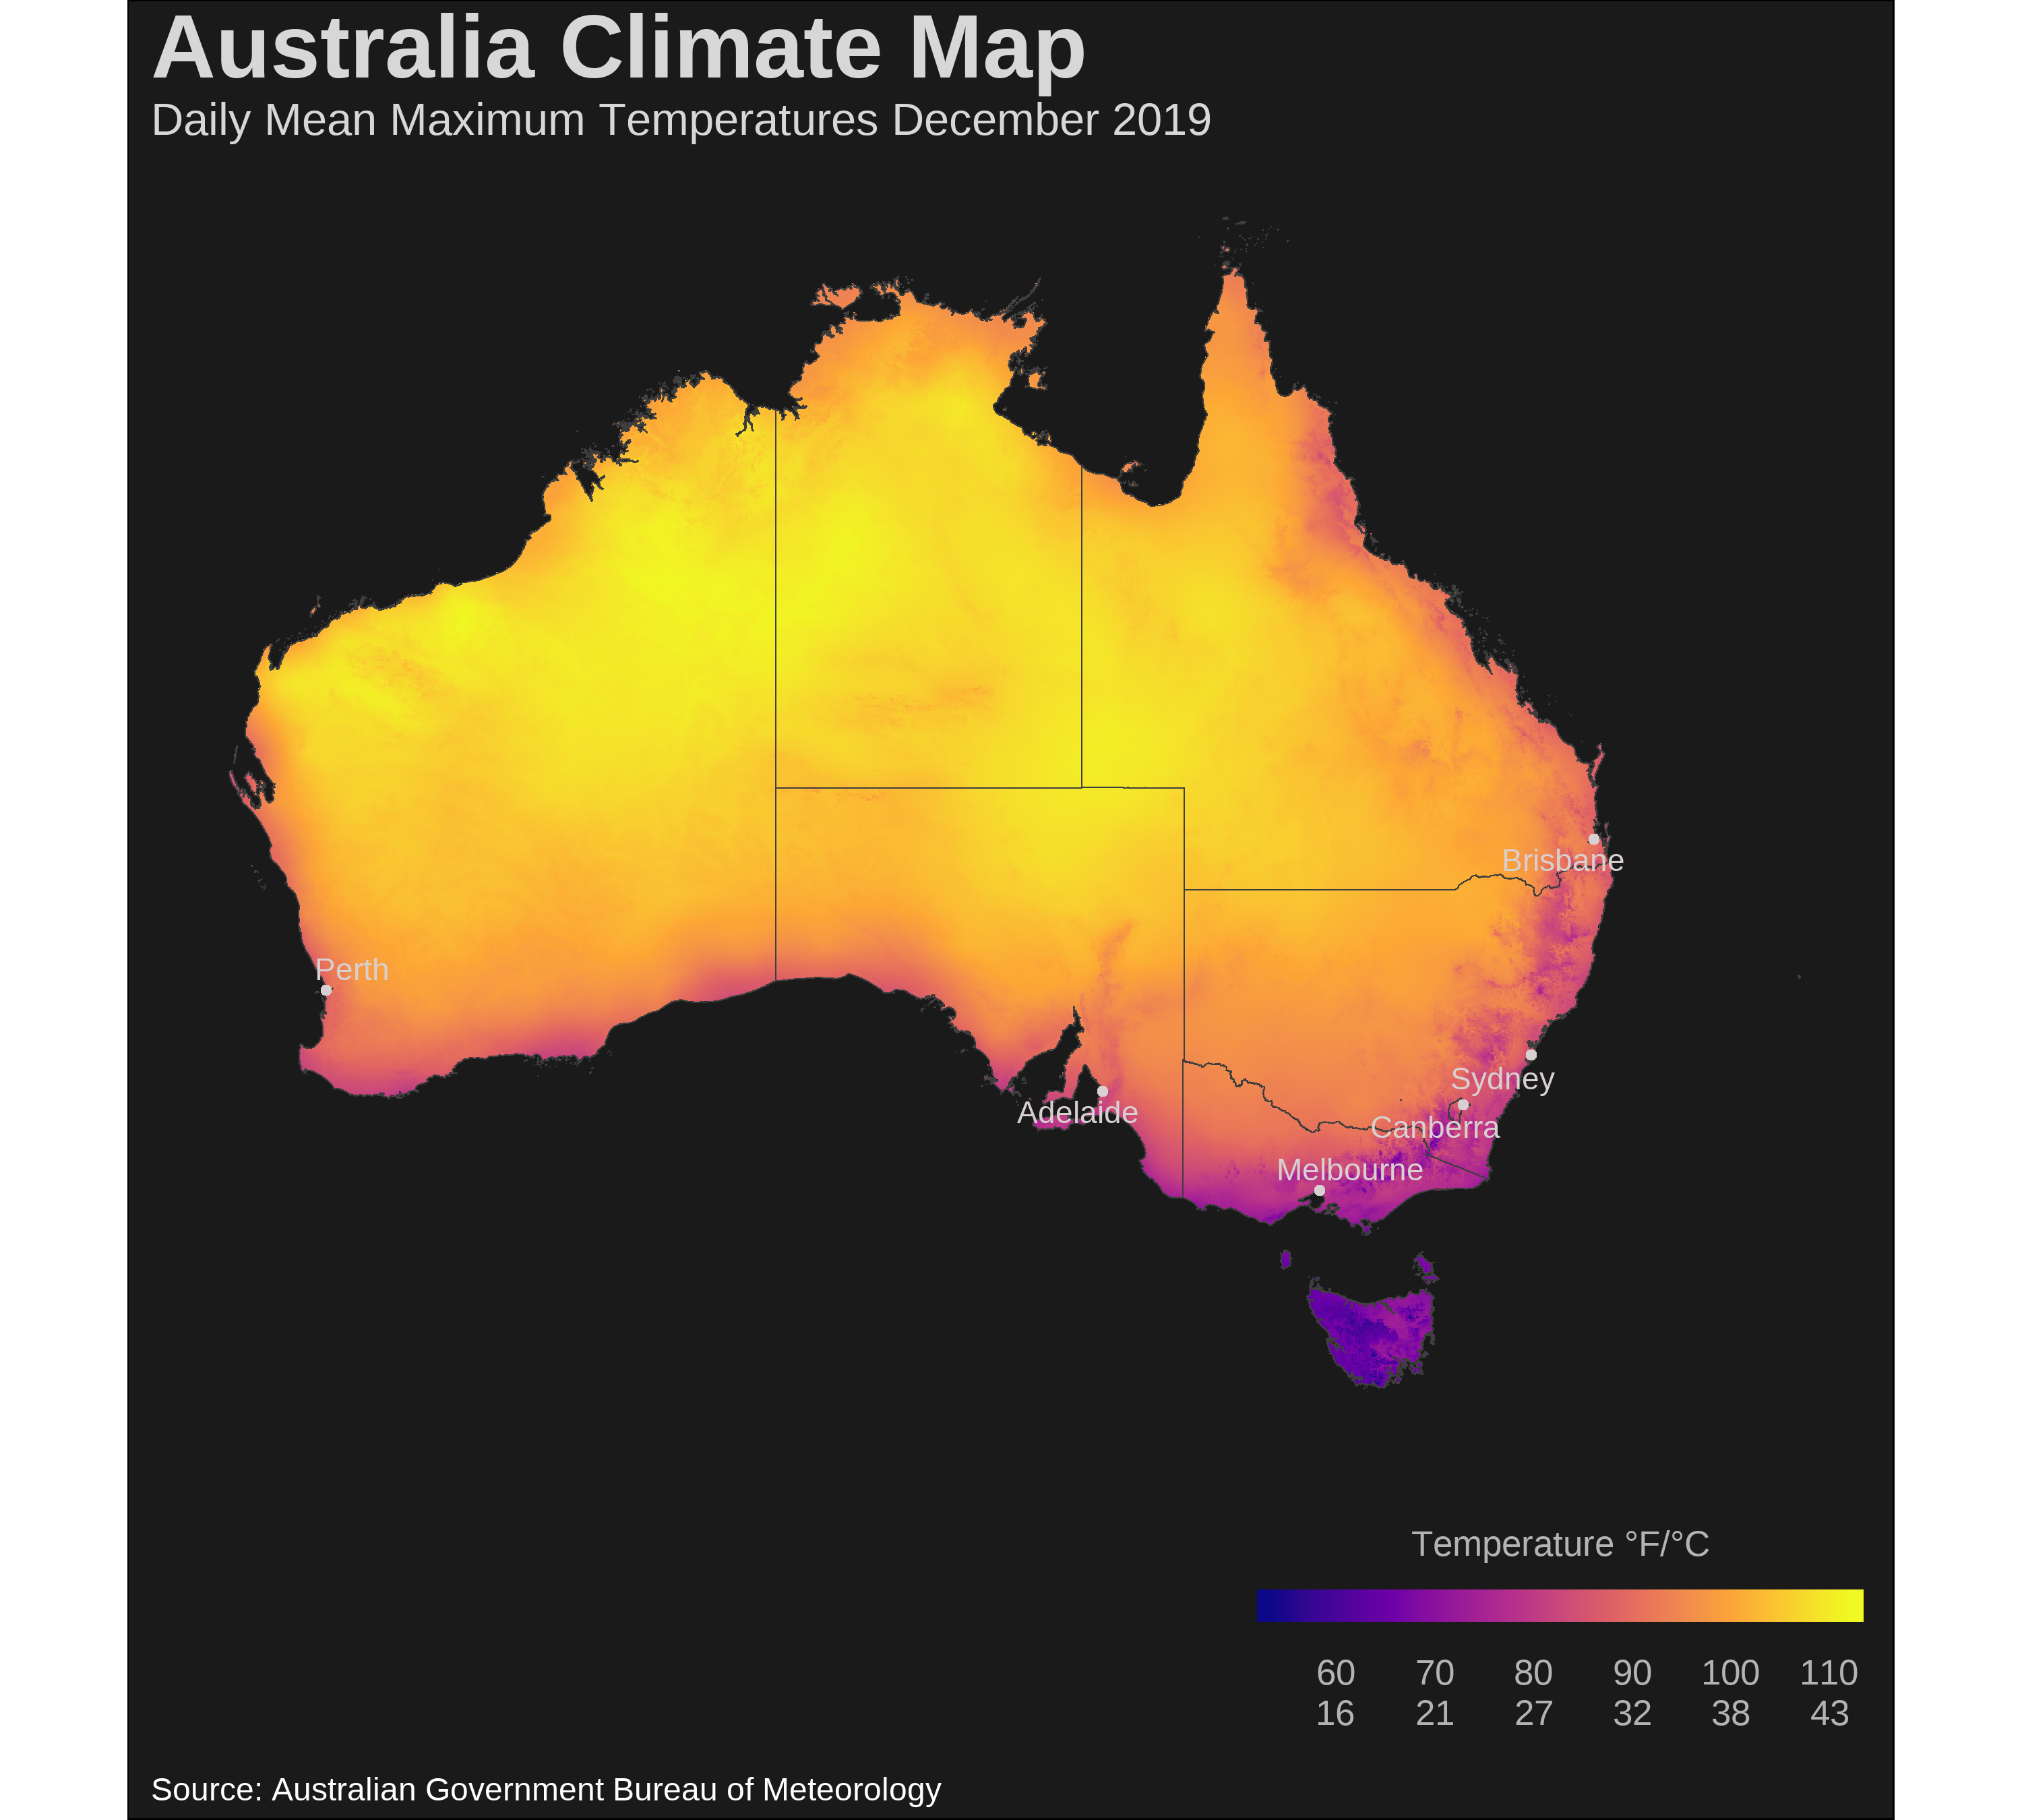 Australia Climate Map
Daily Mean Maximum Temperatures December 2019
Brisbane
Perth
Sydney
Adelaide
Canberra
Melbourne
Temperature °F/°C
60 70 80 90 100 110
16 21 27 32 38 43
Source: Australian Government Bureau of Meteorology